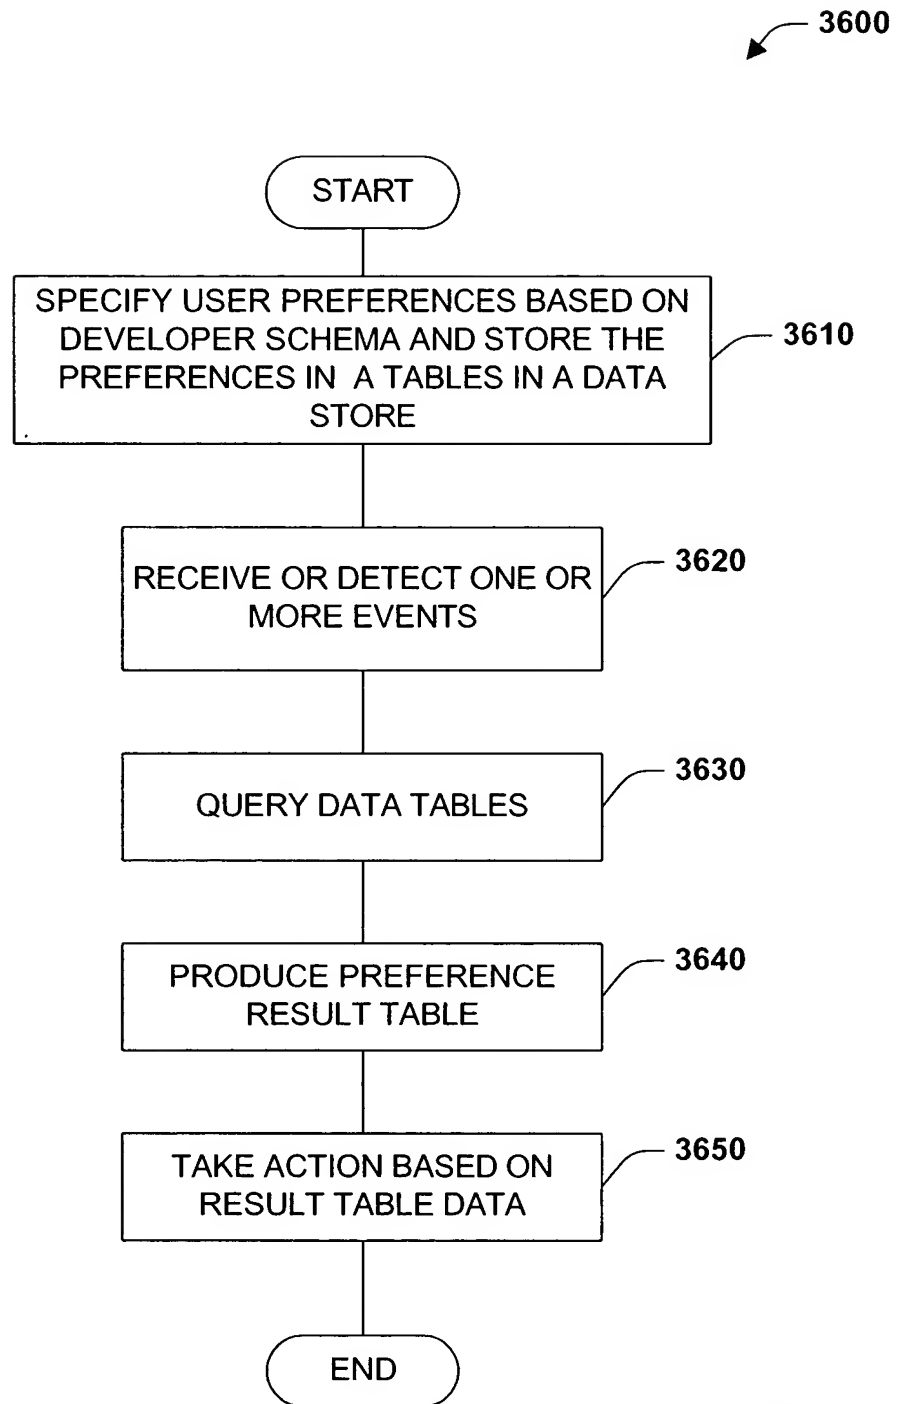 3600
START
SPECIFY USER PREFERENCES BASED ON
DEVELOPER SCHEMA AND STORE THE
PREFERENCES IN A TABLES IN A DATA
STORE
3610
RECEIVE OR DETECT ONE OR
MORE EVENTS
3620
QUERY DATA TABLES
3630
PRODUCE PREFERENCE
RESULT TABLE
3640
TAKE ACTION BASED ON
RESULT TABLE DATA
3650
END